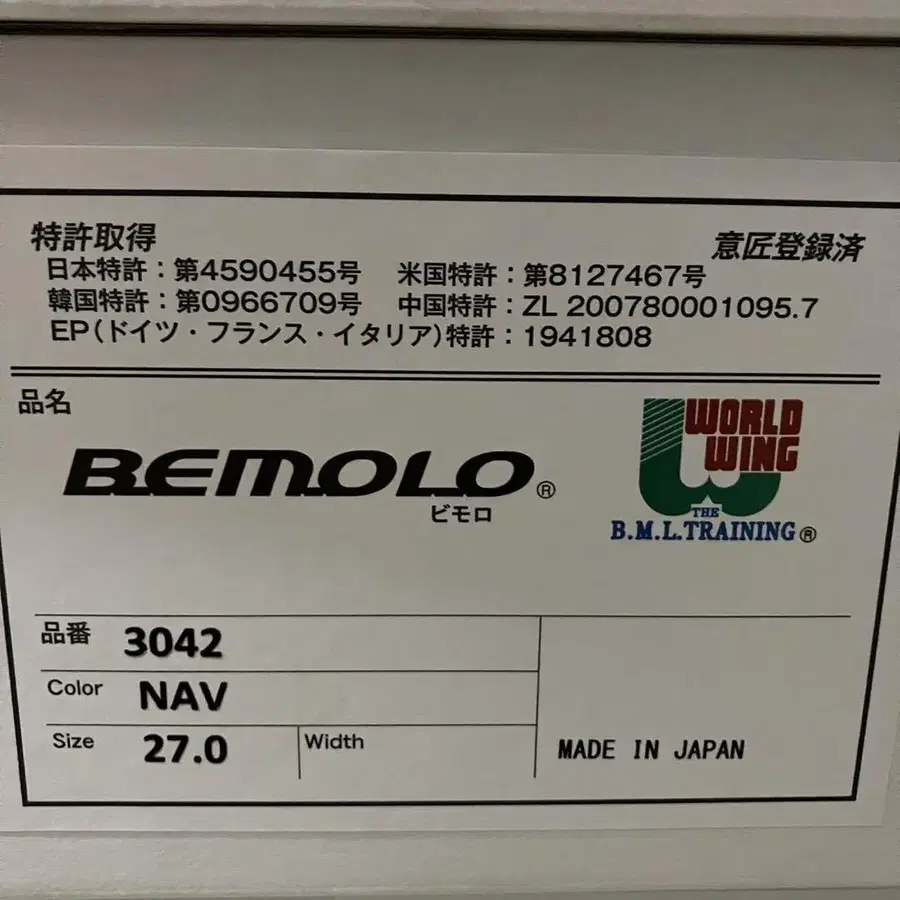 特許取得
意匠登録済
日本特許：第4590455号 米国特許：第8127467号
韓国特許：第0966709号 中国特許：ZL 200780001095.7
EP(ドイツ・フランス・イタリア)特許：1941808
品名
BEMOLO®
ビモロ
WORLD
WING
THE
B.M.L.TRAINING®
品番 3042
Color NAV
Size 27.0 Width
MADE IN JAPAN